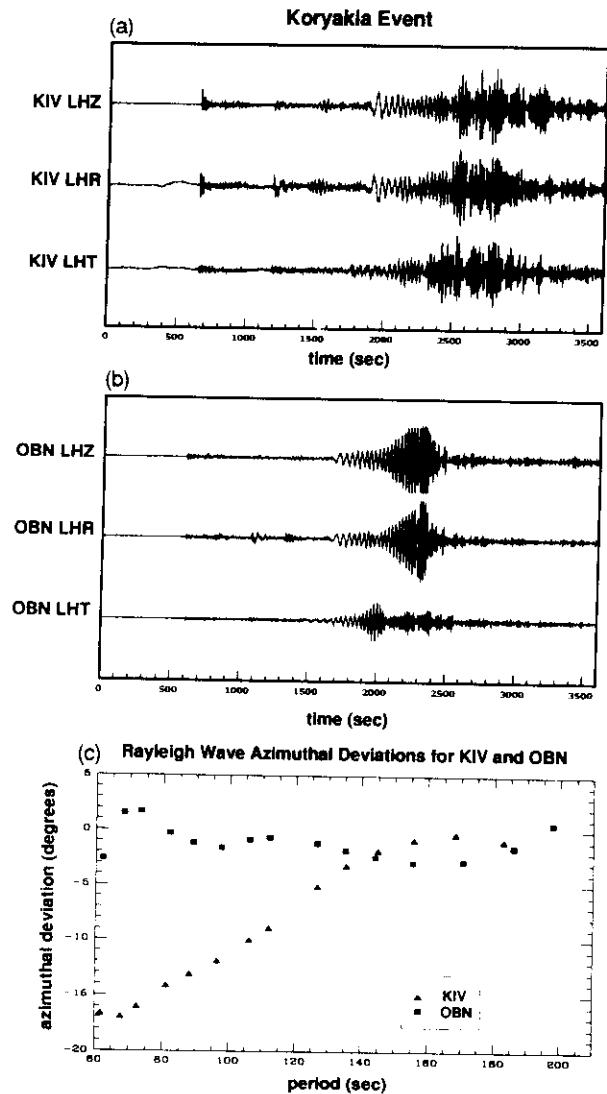 Koryakia Event
(a)
KIV LHZ
KIV LHR
KIV LHT
0 500 1000 1500 2000 2500 3000 3500
time (sec)
(b)
OBN LHZ
OBN LHR
OBN LHT
0 500 1000 1500 2000 2500 3000 3500
time (sec)
(c) Rayleigh Wave Azimuthal Deviations for KIV and OBN
azimuthal deviation (degrees)
5
0
-5
-10
-16
-20
KIV
OBN
60 80 100 120 140 160 180 200
period (sec)